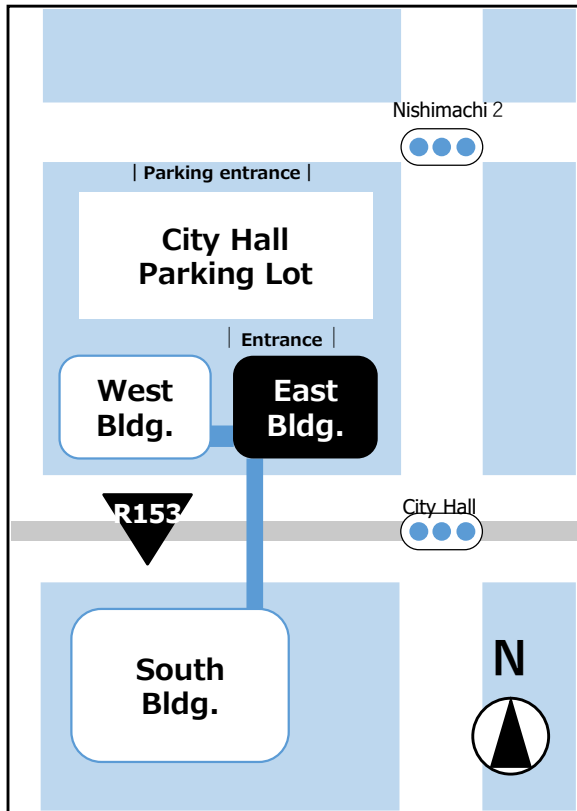 Nishimachi 2
| Parking entrance |
City Hall
Parking Lot
| Entrance |
West
Bldg.
East
Bldg.
R153
City Hall
South
Bldg.
N